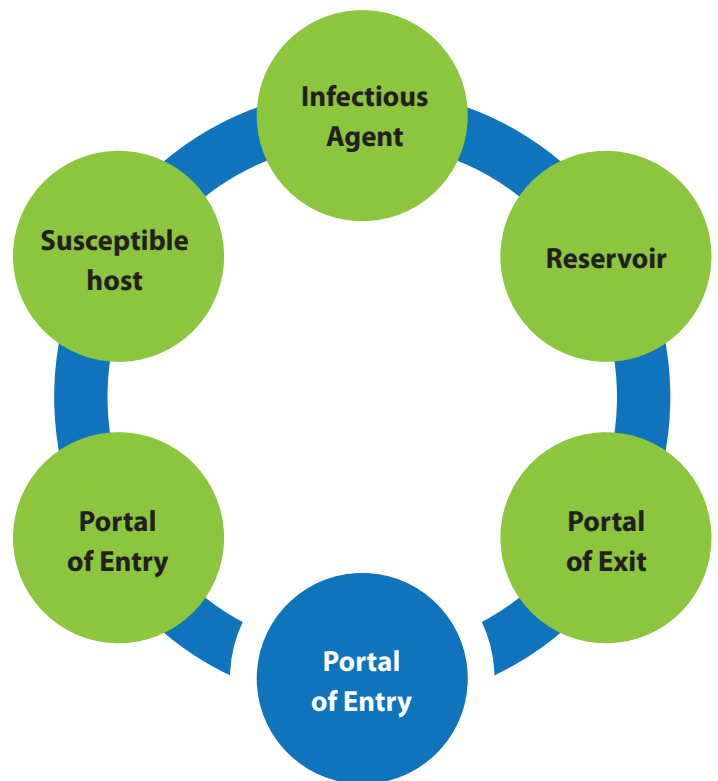 Infectious
Agent
Susceptible
host
Reservoir
Portal
of Entry
Portal
of Exit
Portal
of Entry